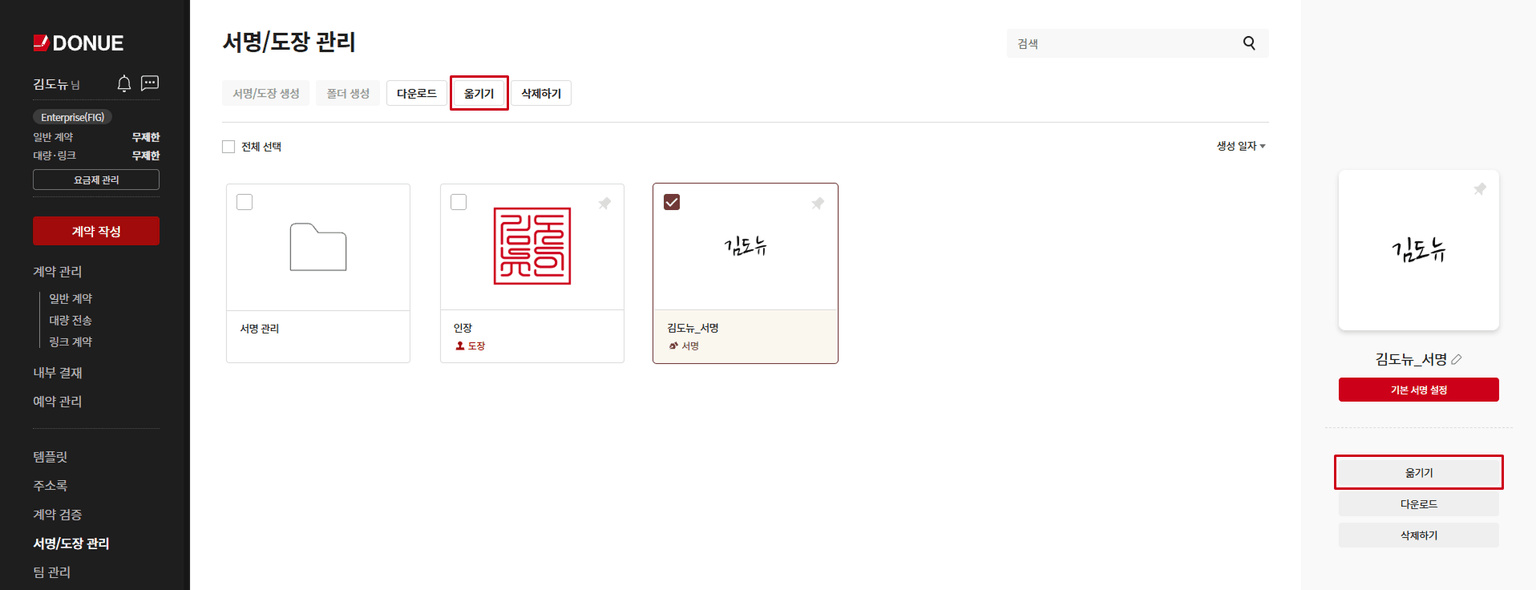 DONUE
김도뉴 님
Enterprise(FIG)
일반 계약 무제한
대량·링크 무제한
요금제 관리
계약 작성
계약 관리
일반 계약
대량 전송
링크 계약
내부 결재
예약 관리
템플릿
주소록
계약 검증
서명/도장 관리
팀 관리
서명/도장 관리
검색
서명/도장 생성 폴더 생성 다운로드 옮기기 삭제하기
전체 선택 생성 일자
서명 관리
인장
도장
김도뉴
김도뉴_서명
서명
김도뉴
김도뉴_서명
기본 서명 설정
옮기기
다운로드
삭제하기